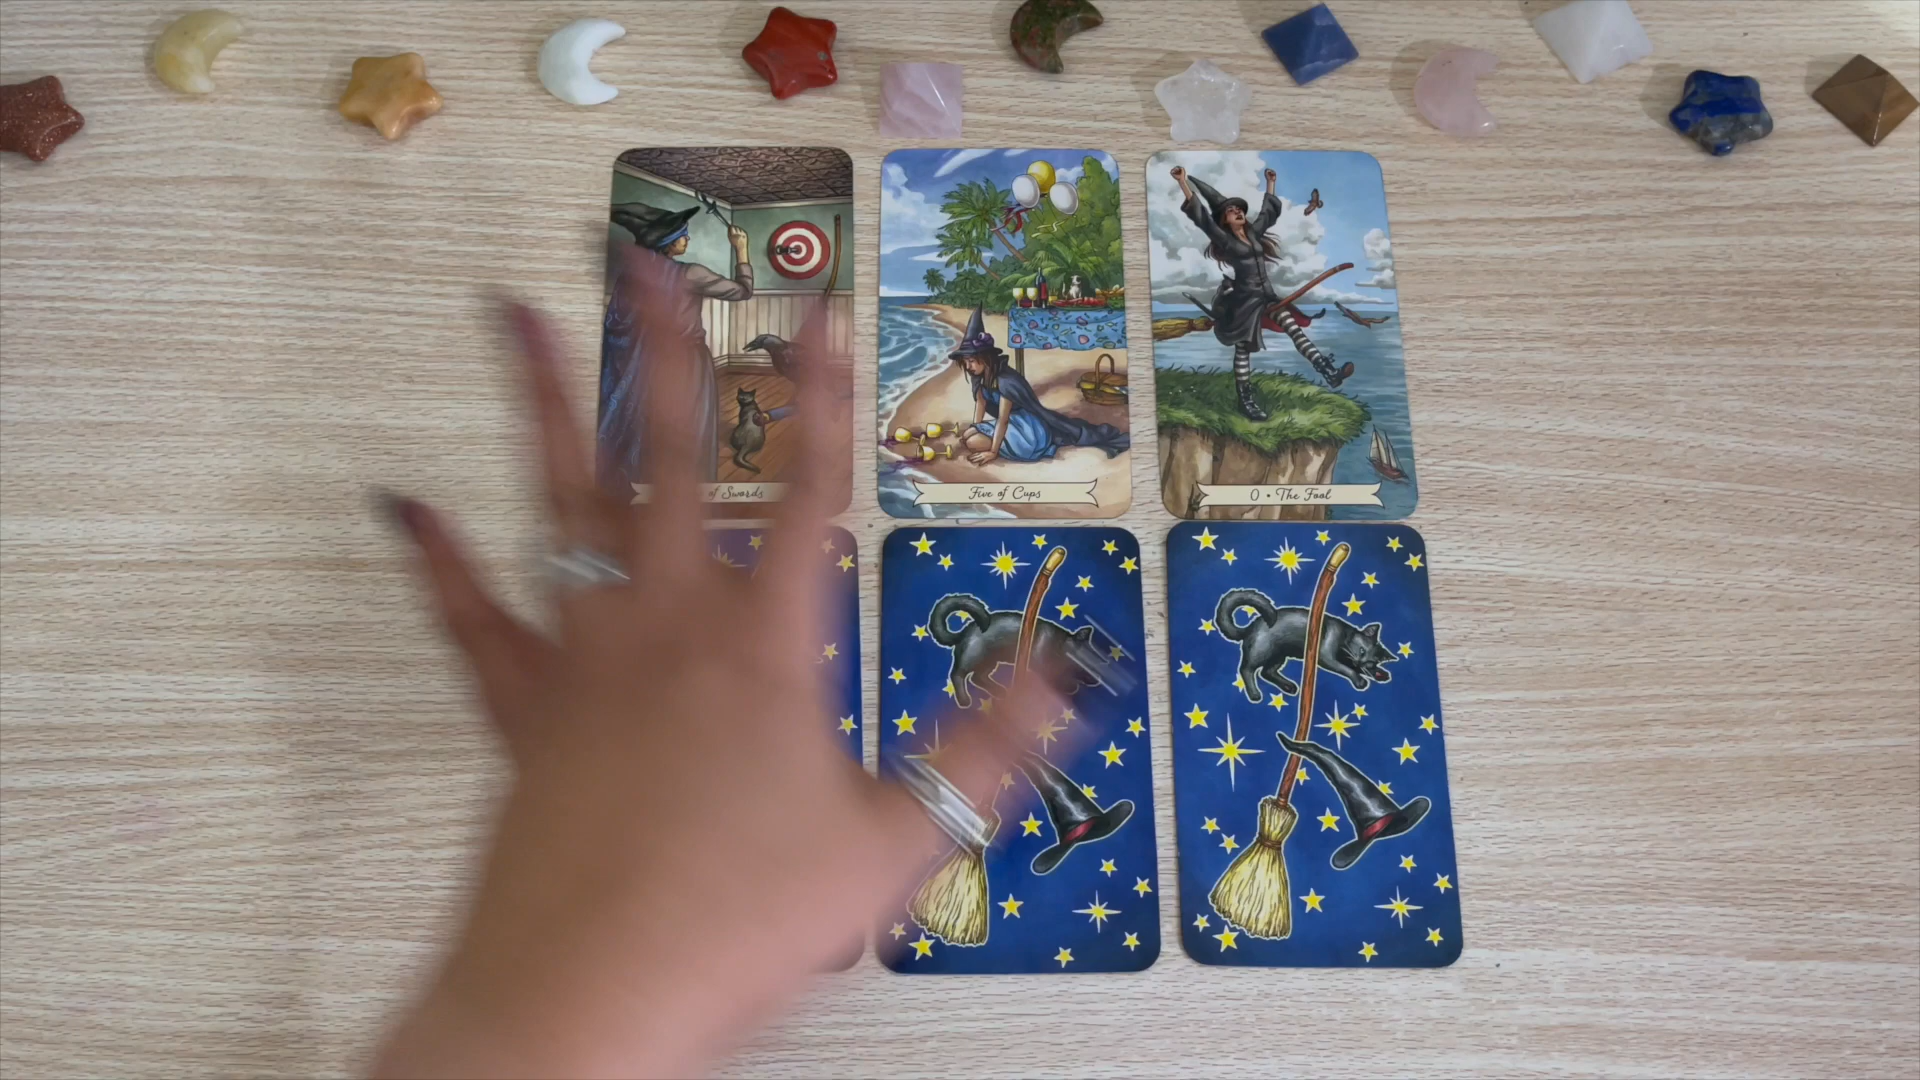 of Swords
Five of Cups
0 • The Fool